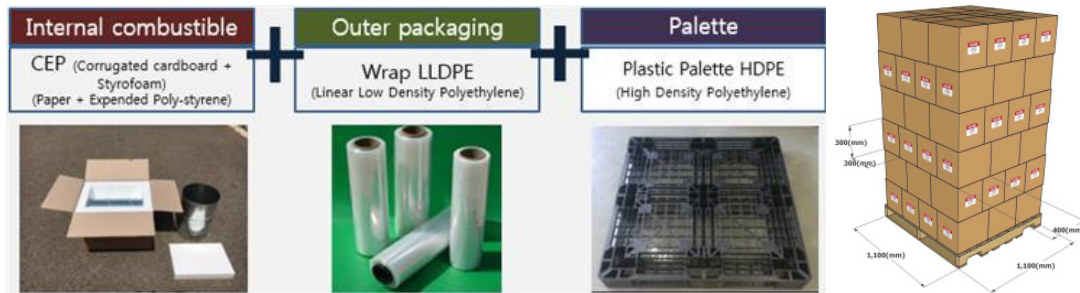 Internal combustible
CEP (Corrugated cardboard +
Styrofoam)
(Paper + Expended Poly-styrene)
+
Outer packaging
Wrap LLDPE
(Linear Low Density Polyethylene)
+
Palette
Plastic Palette HDPE
(High Density Polyethylene)
300(mm)
300(mm)
400(mm)
1,100(mm)
1,100(mm)